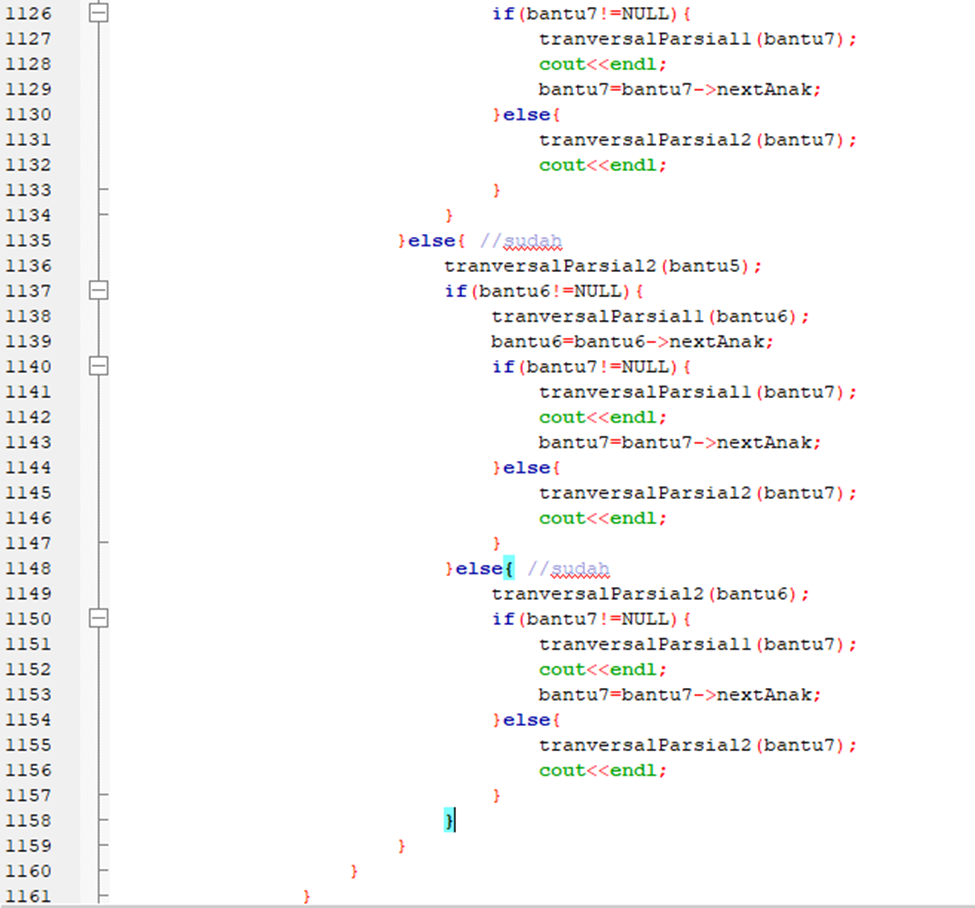 1126 if(bantu7!=NULL){
1127 tranversalParsial1(bantu7);
1128 cout<<endl;
1129 bantu7=bantu7->nextAnak;
1130 }else{
1131 tranversalParsial2(bantu7);
1132 cout<<endl;
1133 }
1134 }
1135 }else{ //sudah
1136 tranversalParsial2(bantu5);
1137 if(bantu6!=NULL){
1138 tranversalParsial1(bantu6);
1139 bantu6=bantu6->nextAnak;
1140 if(bantu7!=NULL){
1141 tranversalParsial1(bantu7);
1142 cout<<endl;
1143 bantu7=bantu7->nextAnak;
1144 }else{
1145 tranversalParsial2(bantu7);
1146 cout<<endl;
1147 }
1148 }else{ //sudah
1149 tranversalParsial2(bantu6);
1150 if(bantu7!=NULL){
1151 tranversalParsial1(bantu7);
1152 cout<<endl;
1153 bantu7=bantu7->nextAnak;
1154 }else{
1155 tranversalParsial2(bantu7);
1156 cout<<endl;
1157 }
1158 }
1159 }
1160 }
1161 }